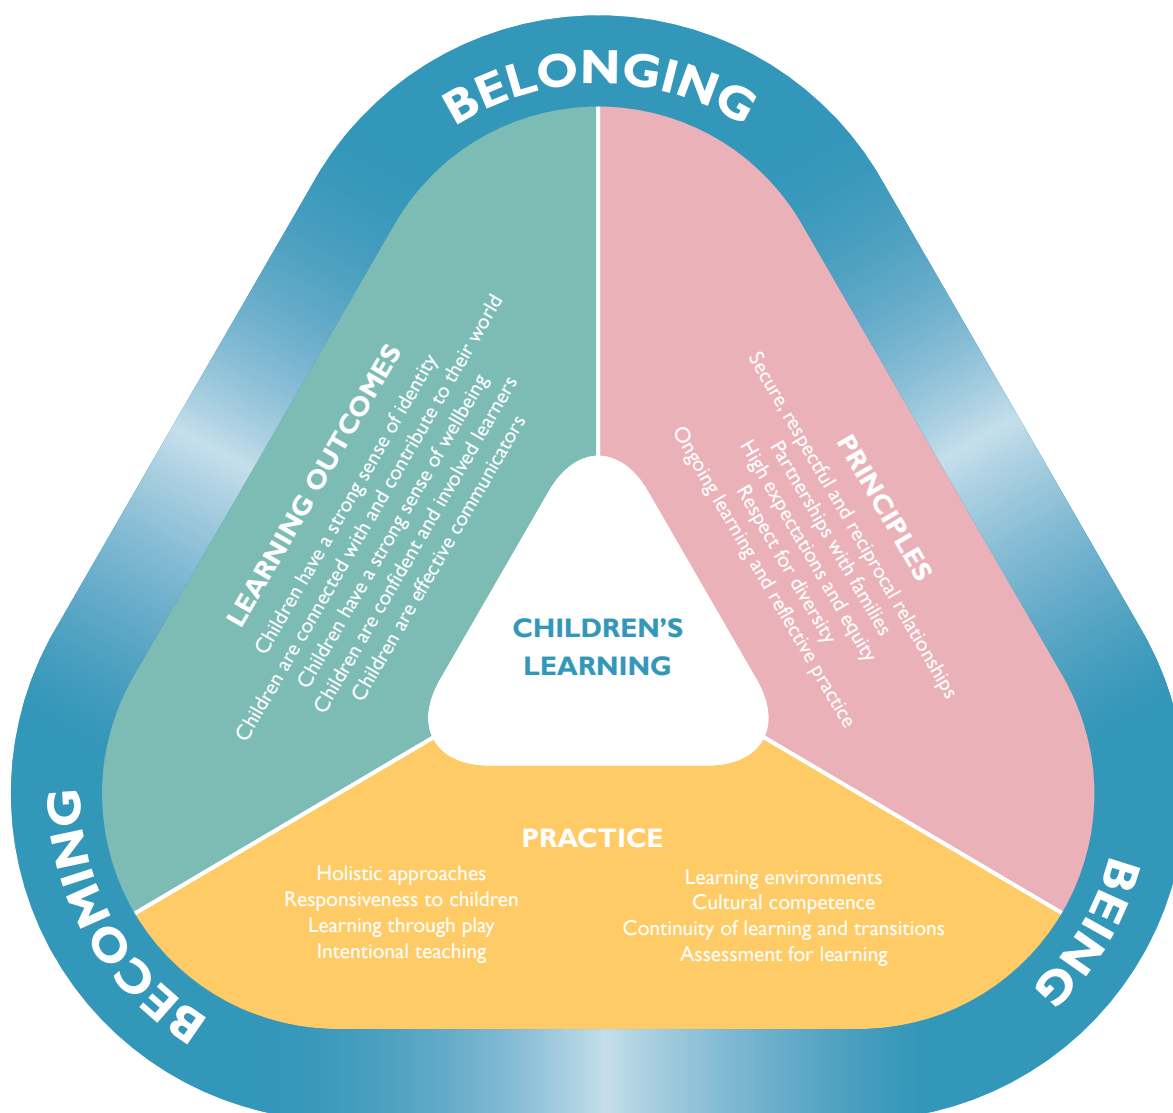 BELONGING
LEARNING OUTCOMES
Children have a strong sense of identity
Children are connected with and contribute to their world
Children have a strong sense of wellbeing
Children are confident and involved learners
Children are effective communicators
PRINCIPLES
Secure, respectful and reciprocal relationships
Partnerships with families
High expectations and equity
Respect for diversity
Ongoing learning and reflective practice
CHILDREN’S
LEARNING
PRACTICE
Holistic approaches
Responsiveness to children
Learning through play
Intentional teaching
Learning environments
Cultural competence
Continuity of learning and transitions
Assessment for learning
BECOMING
BEING